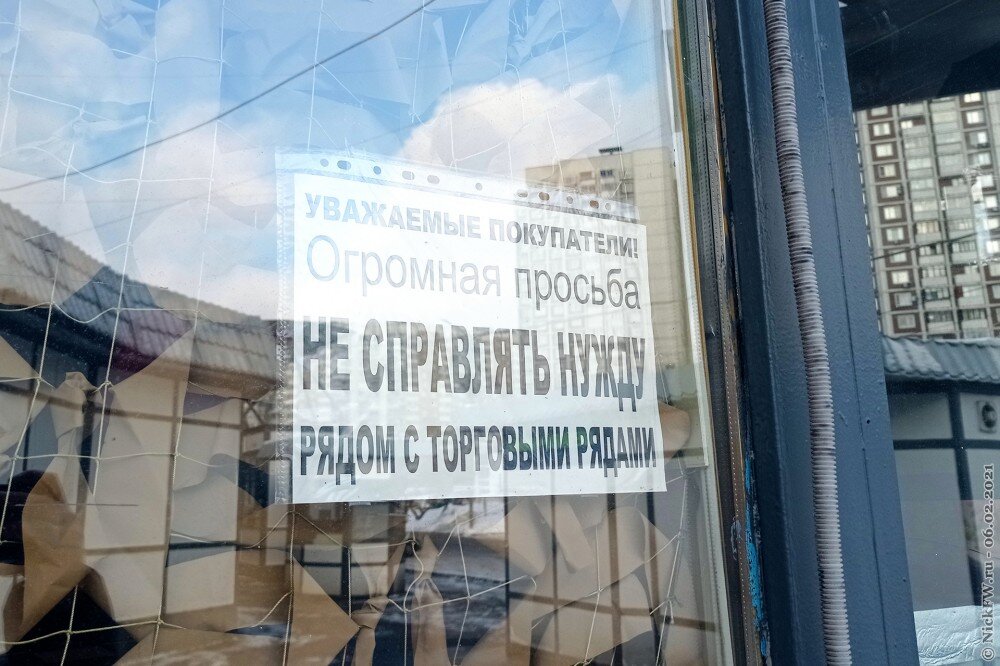 УВАЖАЕМЫЕ ПОКУПАТЕЛИ!
Огромная просьба
НЕ СПРАВЛЯТЬ НУЖДУ
РЯДОМ С ТОРГОВЫМИ РЯДАМИ
© NickFW.ru - 06.02.2021